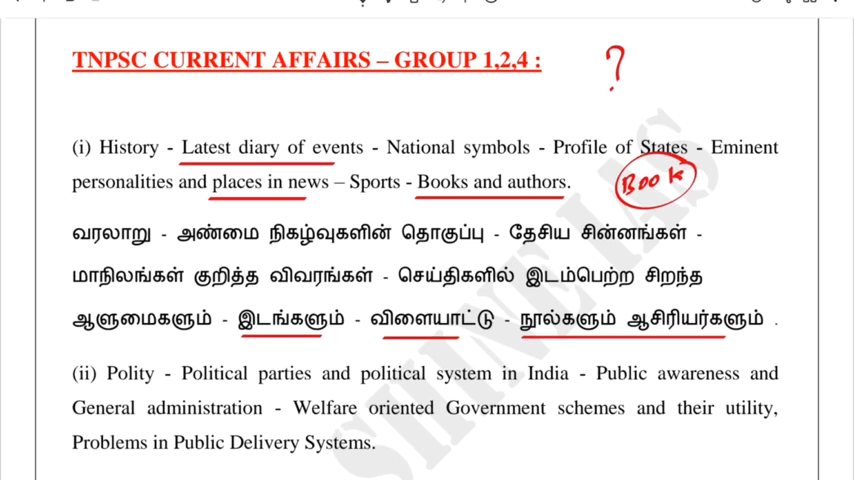 TNPSC CURRENT AFFAIRS – GROUP 1,2,4 : ?
(i) History - Latest diary of events - National symbols - Profile of States - Eminent
personalities and places in news – Sports - Books and authors. Book
வரலாறு - அண்மை நிகழ்வுகளின் தொகுப்பு - தேசிய சின்னங்கள் -
மாநிலங்கள் குறித்த விவரங்கள் - செய்திகளில் இடம்பெற்ற சிறந்த
ஆளுமைகளும் - இடங்களும் - விளையாட்டு - நூல்களும் ஆசிரியர்களும் .
(ii) Polity - Political parties and political system in India - Public awareness and
General administration - Welfare oriented Government schemes and their utility,
Problems in Public Delivery Systems.
SHINE IAS